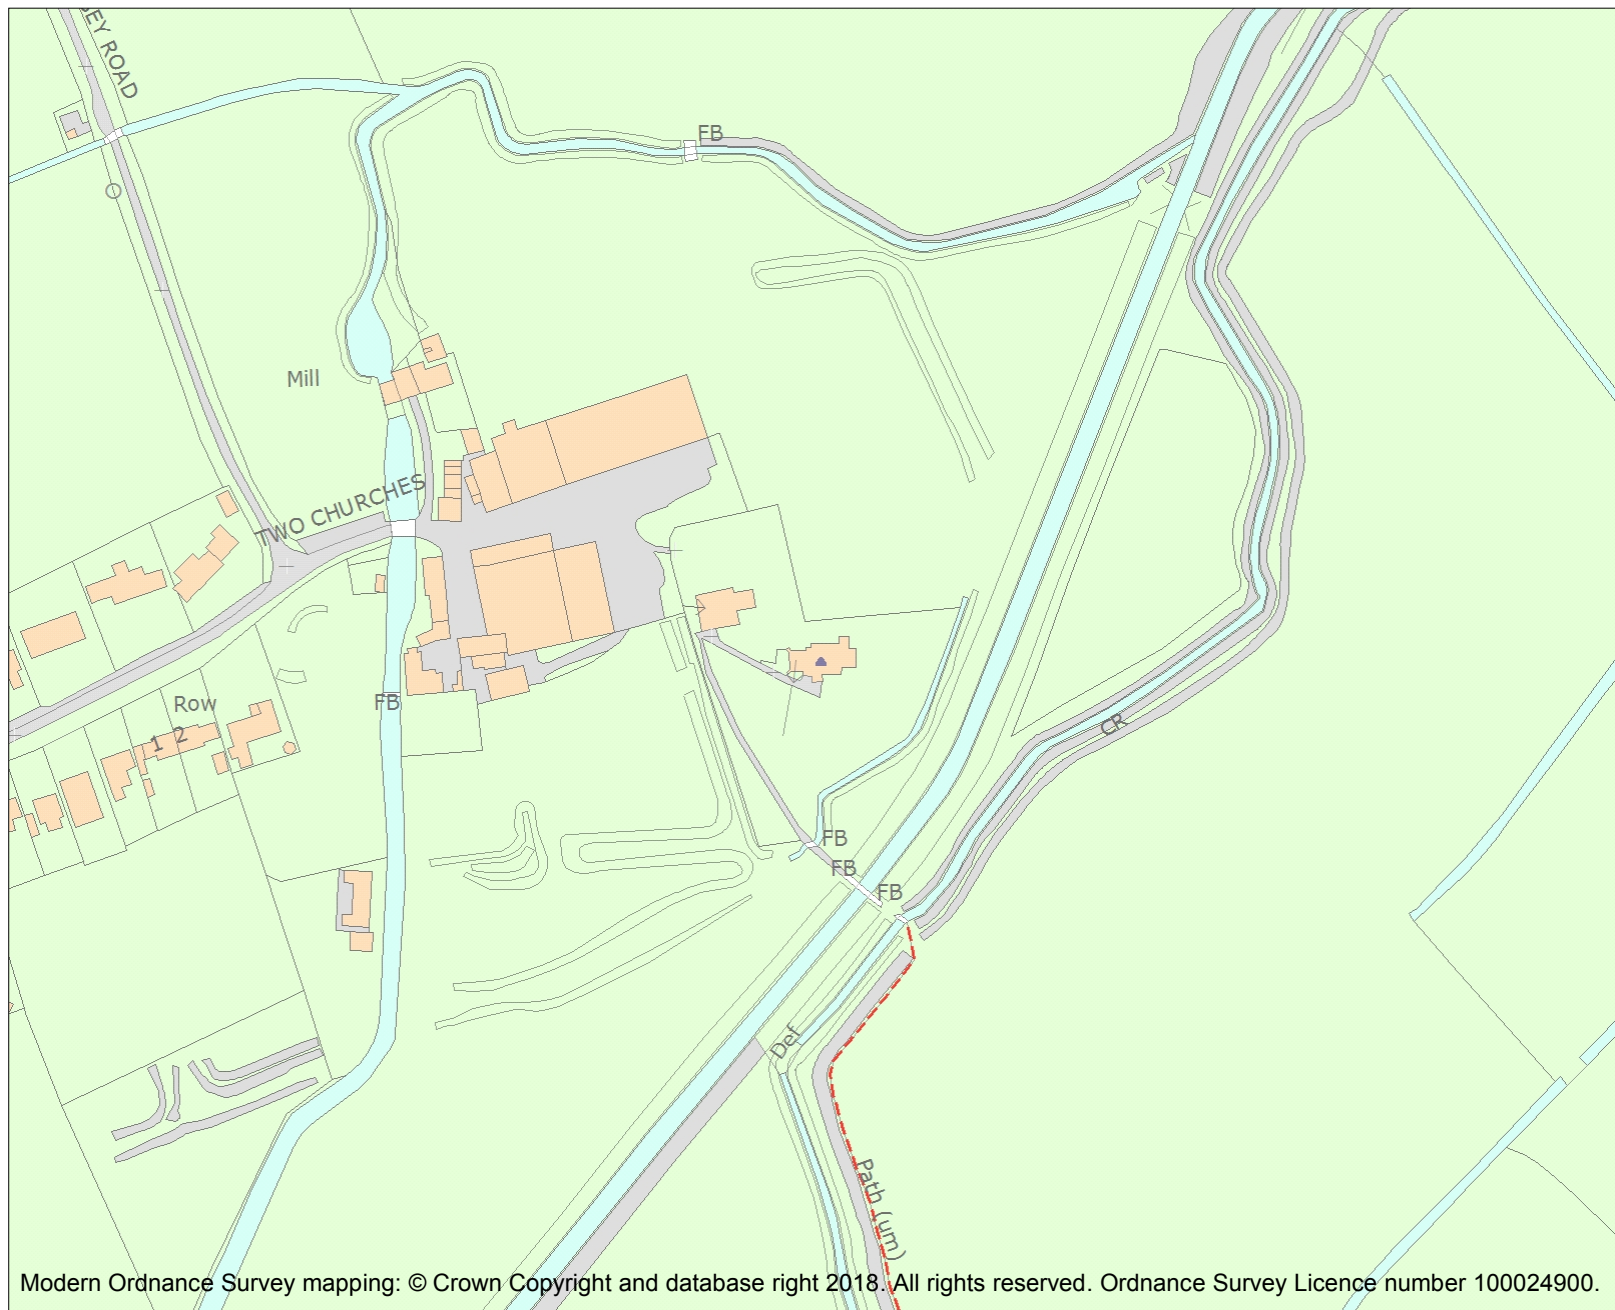 EY ROAD
FB
Mill
TWO CHURCHES
Row
1 2
FB
CR
FB
FB
FB
Def
Path (um)
Modern Ordnance Survey mapping: © Crown Copyright and database right 2018. All rights reserved. Ordnance Survey Licence number 100024900.